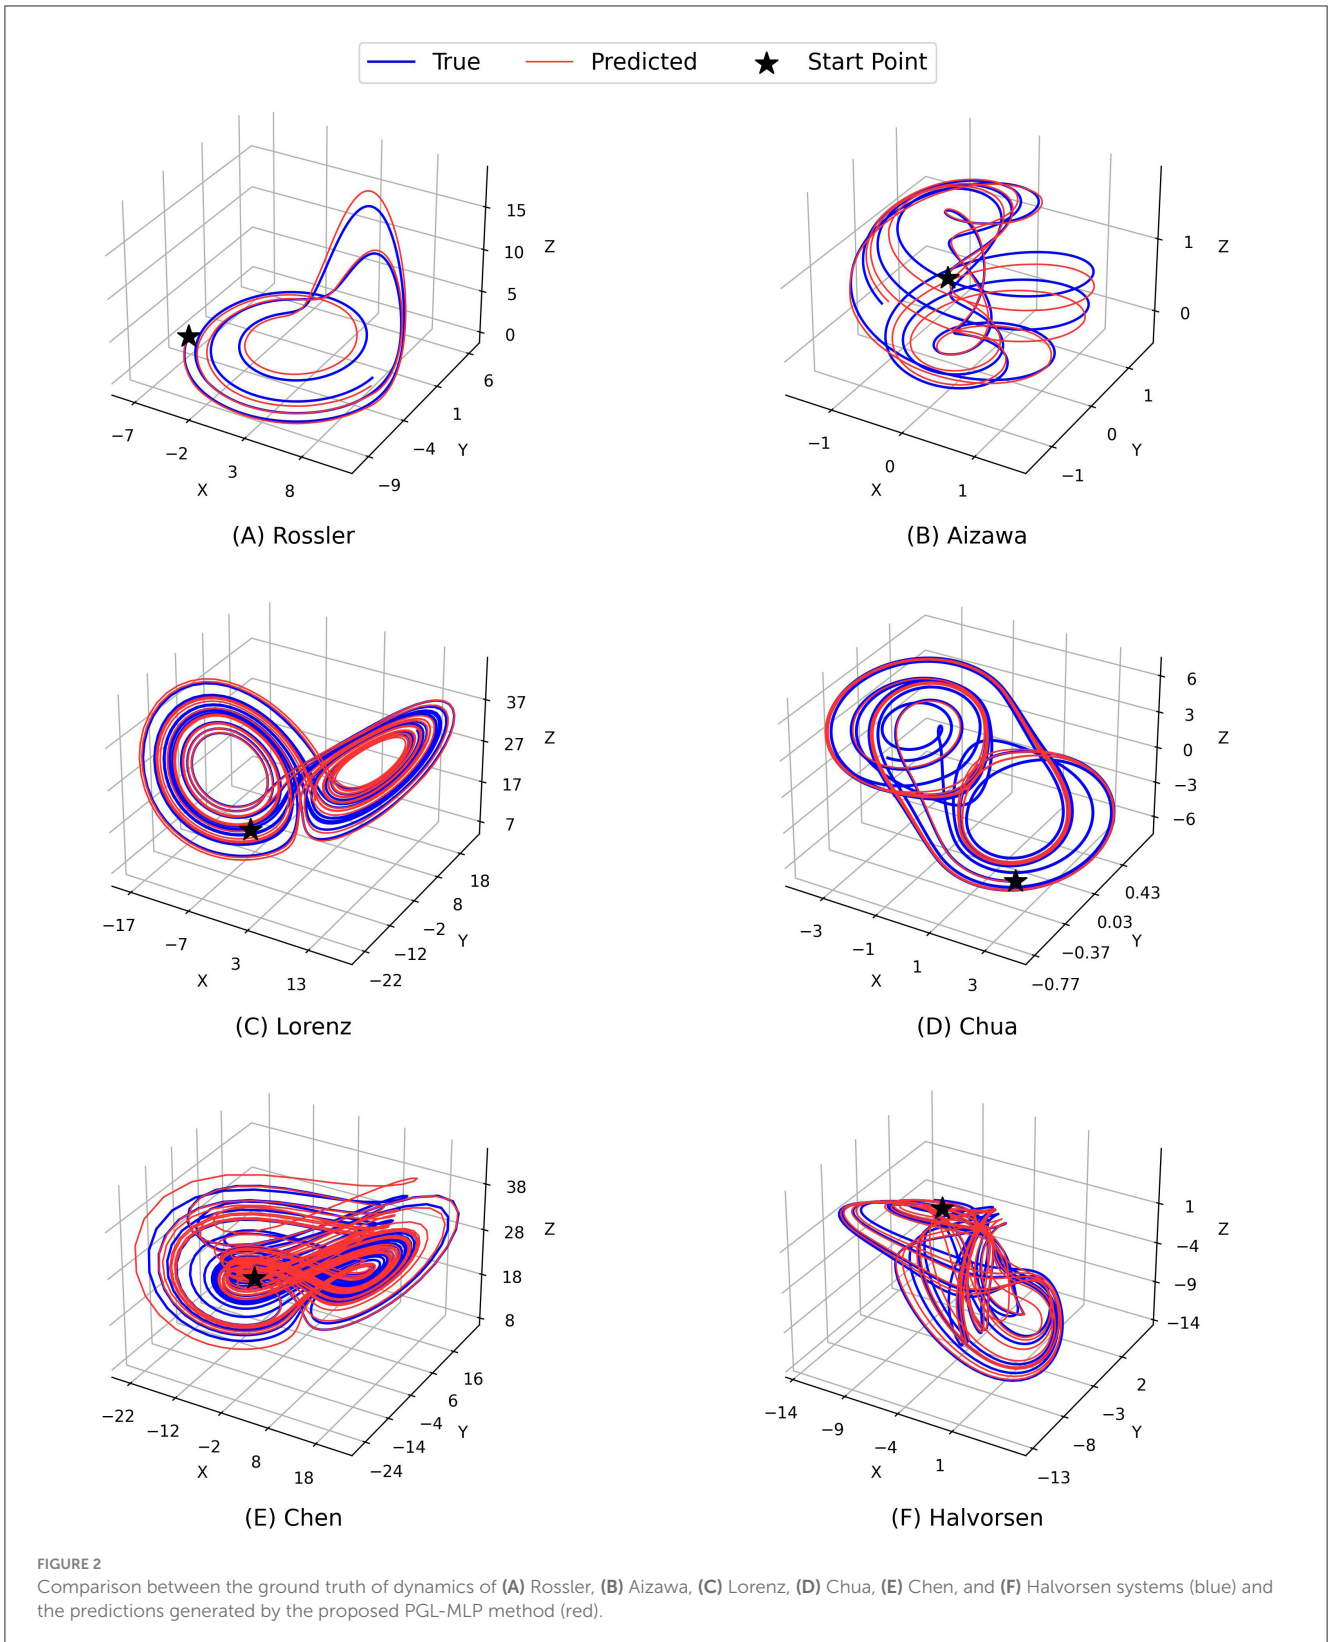 True Predicted Start Point
15
10 Z
5
0
6
1
−7 −4 Y
−2 −9
3
X 8
(A) Rossler
1 Z
0
1
0
−1 Y
0 −1
X 1
(B) Aizawa
37
27 Z
17
7
18
8
−17 −2 Y
−7 −12
3 −22
X 13
(C) Lorenz
6
3
Z
0
−3
−6
0.43
0.03
−3 Y
−1 −0.37
1 −0.77
X 3
(D) Chua
38
28 Z
18
8
16
6
−22 −4 Y
−12 −14
−2 −24
X 8
18
(E) Chen
1
Z
−4
−9
−14
2
−3
−14 Y
−9 −8
−4 −13
X 1
(F) Halvorsen
FIGURE 2
Comparison between the ground truth of dynamics of (A) Rossler, (B) Aizawa, (C) Lorenz, (D) Chua, (E) Chen, and (F) Halvorsen systems (blue) and
the predictions generated by the proposed PGL-MLP method (red).